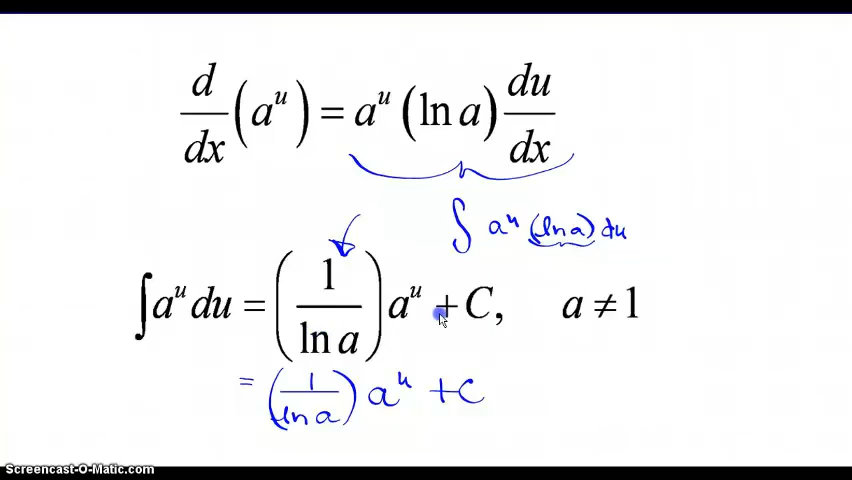 d/dx (a^u) = a^u (ln a) du/dx
∫ a^u (ln a) du
∫ a^u du = (1/ln a) a^u + C, a ≠ 1
= (1/ln a) a^u + C
Screencast-O-Matic.com